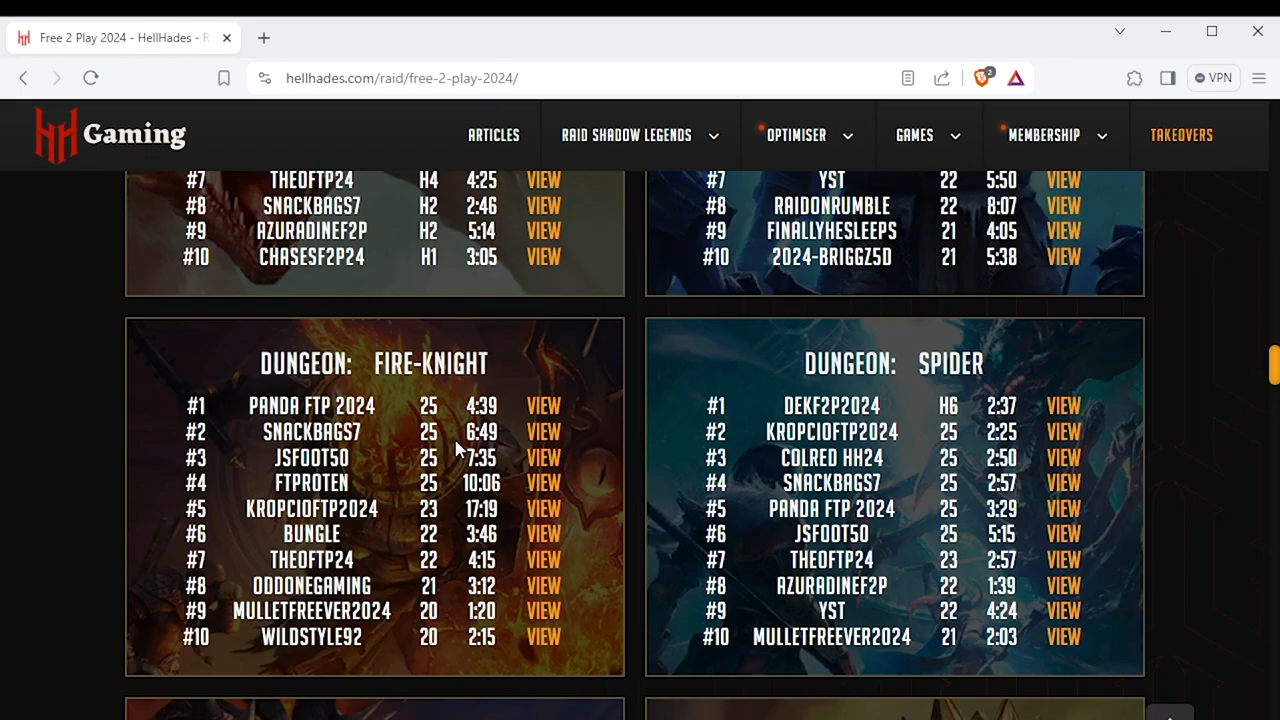 Free 2 Play 2024 - HellHades - R
hellhades.com/raid/free-2-play-2024/
2
VPN
Gaming
ARTICLES
RAID SHADOW LEGENDS
OPTIMISER
GAMES
MEMBERSHIP
TAKEOVERS
#7 THEOFTP24 H4 4:25 VIEW
#8 SNACKBAGS7 H2 2:46 VIEW
#9 AZURADINEF2P H2 5:14 VIEW
#10 CHASESF2P24 H1 3:05 VIEW
#7 YST 22 5:50 VIEW
#8 RAIDONRUMBLE 22 8:07 VIEW
#9 FINALLYHESLEEPS 21 4:05 VIEW
#10 2024-BRIGGZ5D 21 5:38 VIEW
DUNGEON: FIRE-KNIGHT
#1 PANDA FTP 2024 25 4:39 VIEW
#2 SNACKBAGS7 25 6:49 VIEW
#3 JSFOOT50 25 7:35 VIEW
#4 FTPROTEN 25 10:06 VIEW
#5 KROPCIOFTP2024 23 17:19 VIEW
#6 BUNGLE 22 3:46 VIEW
#7 THEOFTP24 22 4:15 VIEW
#8 ODDONEGAMING 21 3:12 VIEW
#9 MULLETFREEVER2024 20 1:20 VIEW
#10 WILDSTYLE92 20 2:15 VIEW
DUNGEON: SPIDER
#1 DEKF2P2024 H6 2:37 VIEW
#2 KROPCIOFTP2024 25 2:25 VIEW
#3 COLRED HH24 25 2:50 VIEW
#4 SNACKBAGS7 25 2:57 VIEW
#5 PANDA FTP 2024 25 3:29 VIEW
#6 JSFOOT50 25 5:15 VIEW
#7 THEOFTP24 23 2:57 VIEW
#8 AZURADINEF2P 22 1:39 VIEW
#9 YST 22 4:24 VIEW
#10 MULLETFREEVER2024 21 2:03 VIEW